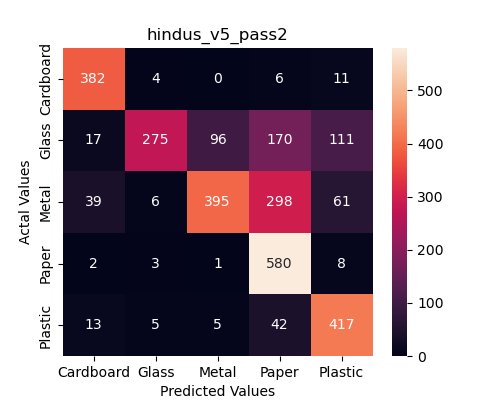 hindus_v5_pass2
Cardboard 382 4 0 6 11
Glass 17 275 96 170 111
Metal 39 6 395 298 61
Paper 2 3 1 580 8
Plastic 13 5 5 42 417
Cardboard Glass Metal Paper Plastic
Predicted Values
Actal Values
500
400
300
200
100
0